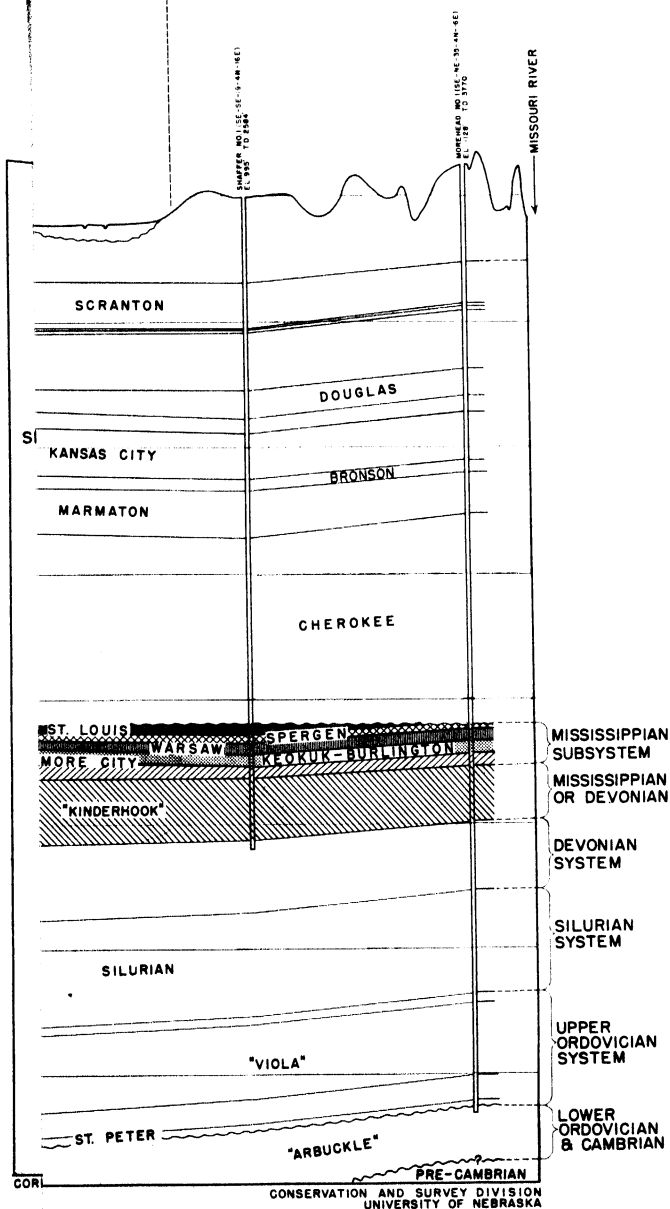 SHAFFER NO.1 (SE-SE-19-4N-16E)
EL 995' TD 2584'
MOREHEAD NO 1 (SE-NE-35-4N-16E)
EL 1128' TD 3770
MISSOURI RIVER
SCRANTON
DOUGLAS
KANSAS CITY
BRONSON
MARMATON
CHEROKEE
ST. LOUIS
SPERGEN
WARSAW
MORE CITY
KEOKUK-BURLINGTON
"KINDERHOOK"
MISSISSIPPIAN
SUBSYSTEM
MISSISSIPPIAN
OR DEVONIAN
DEVONIAN
SYSTEM
SILURIAN
SYSTEM
SILURIAN
"VIOLA"
UPPER
ORDOVICIAN
SYSTEM
ST. PETER
"ARBUCKLE"
LOWER
ORDOVICIAN
& CAMBRIAN
?
PRE-CAMBRIAN
CORI
CONSERVATION AND SURVEY DIVISION
UNIVERSITY OF NEBRASKA